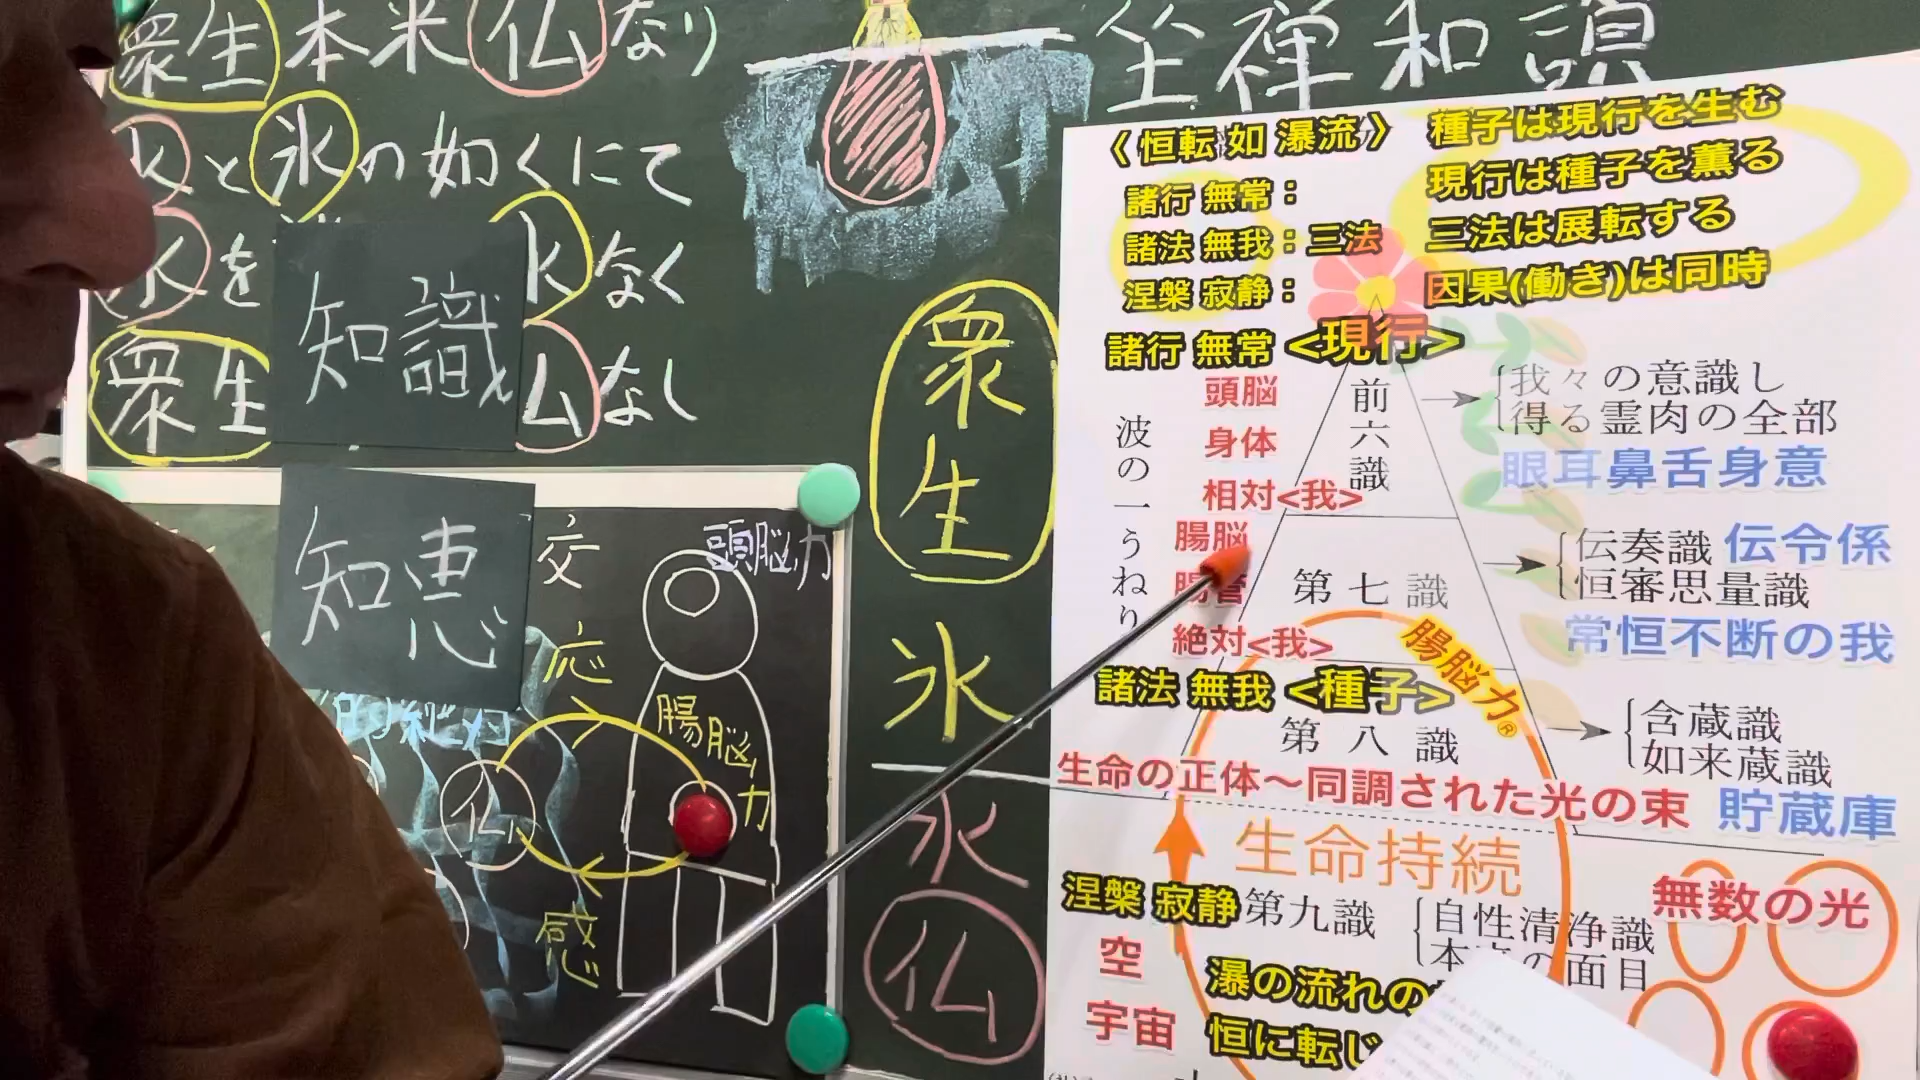 衆生本来仏なり
水と氷の如くにて
水を
氷なく
衆生
仏なし
知識
知恵
交
応
感
頭脳力
腸脳力
仏
坐禅和讃
衆生
氷
水
仏
〈恒転如瀑流〉
種子は現行を生む
諸行無常：
現行は種子を薫る
諸法無我：三法
三法は展転する
涅槃寂静：
因果(働き)は同時
諸行無常<現行>
波の一うねり
頭脳
身体
相対<我>
前六識
我々の意識し
得る霊肉の全部
眼耳鼻舌身意
腸脳
腸管
絶対<我>
第七識
伝奏識 伝令係
恒審思量識
常恒不断の我
腸脳力®
諸法無我<種子>
第八識
含蔵識
如来蔵識
生命の正体〜同調された光の束
貯蔵庫
生命持続
涅槃寂静
第九識
自性清浄識
本来の面目
無数の光
空
宇宙
瀑の流れの
恒に転じ